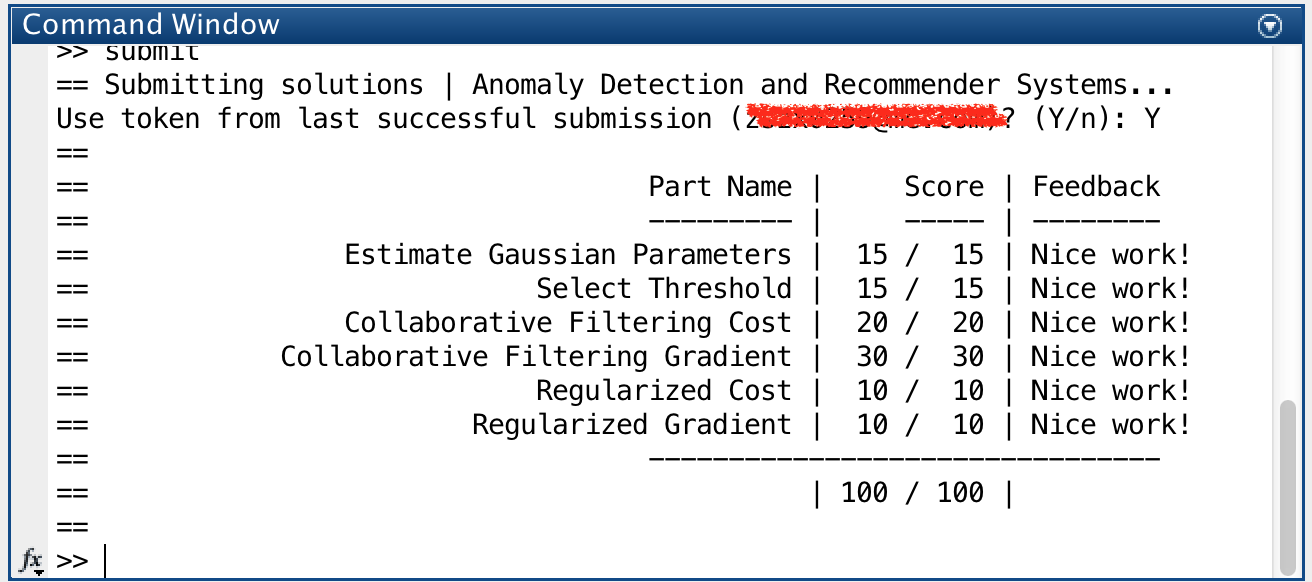 Command Window
>> submit
== Submitting solutions | Anomaly Detection and Recommender Systems...
Use token from last successful submission (? (Y/n): Y
==
== Part Name | Score | Feedback
== --------- | ----- | --------
== Estimate Gaussian Parameters | 15 / 15 | Nice work!
== Select Threshold | 15 / 15 | Nice work!
== Collaborative Filtering Cost | 20 / 20 | Nice work!
== Collaborative Filtering Gradient | 30 / 30 | Nice work!
== Regularized Cost | 10 / 10 | Nice work!
== Regularized Gradient | 10 / 10 | Nice work!
== --------------------------------
== | 100 / 100 |
==
fx >>